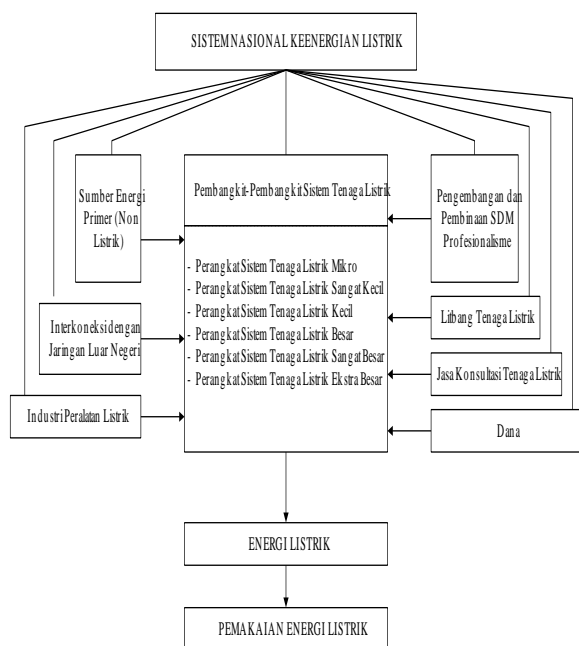 SISTEM NASIONAL KEENERGIAN LISTRIK
Sumber Energi
Primer (Non
Listrik)
Pembangkit-Pembangkit Sistem Tenaga Listrik
Pengembangan dan
Pembinaan SDM
Profesionalisme
- Perangkat Sistem Tenaga Listrik Mikro
- Perangkat Sistem Tenaga Listrik Sangat Kecil
- Perangkat Sistem Tenaga Listrik Kecil
- Perangkat Sistem Tenaga Listrik Besar
- Perangkat Sistem Tenaga Listrik Sangat Besar
- Perangkat Sistem Tenaga Listrik Ekstra Besar
Interkoneksi dengan
Jaringan Luar Negeri
Litbang Tenaga Listrik
Jasa Konsultasi Tenaga Listrik
Industri Peralatan Listrik
Dana
ENERGI LISTRIK
PEMAKAIAN ENERGI LISTRIK